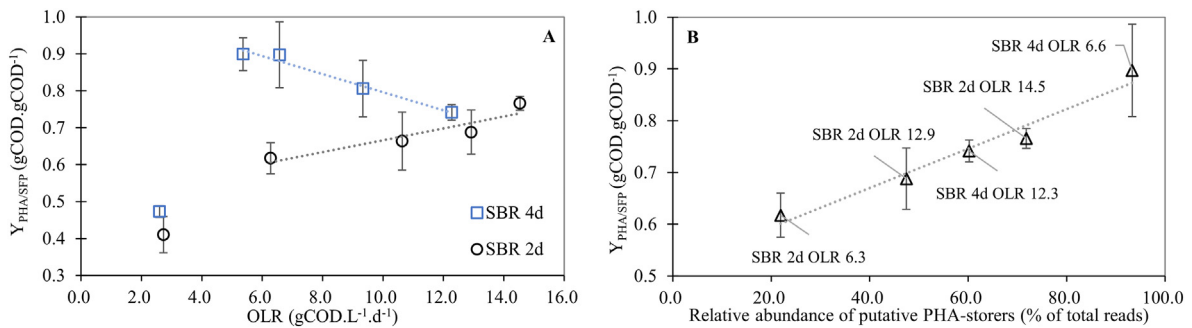 A
Y_PHA/SFP (gCOD.gCOD⁻¹)
1.0
0.9
0.8
0.7
0.6
0.5
0.4
0.3
SBR 4d
SBR 2d
0.0 2.0 4.0 6.0 8.0 10.0 12.0 14.0 16.0
OLR (gCOD.L⁻¹.d⁻¹)
B
Y_PHA/SFP (gCOD.gCOD⁻¹)
1.0
0.9
0.8
0.7
0.6
0.5
SBR 4d OLR 6.6
SBR 2d OLR 14.5
SBR 2d OLR 12.9
SBR 4d OLR 12.3
SBR 2d OLR 6.3
0.0 20.0 40.0 60.0 80.0 100.0
Relative abundance of putative PHA-storers (% of total reads)